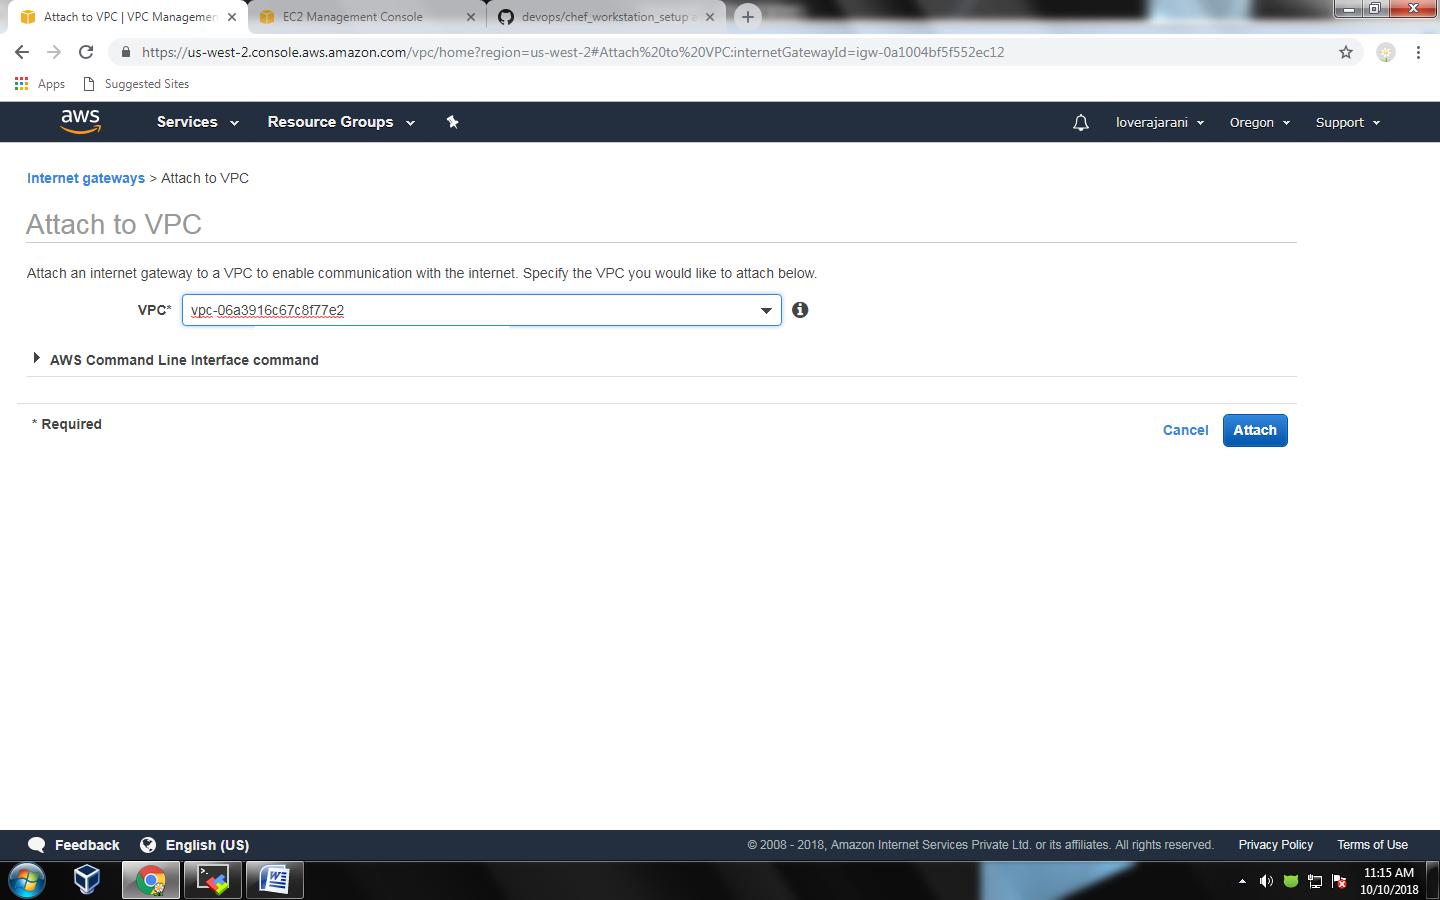 Attach to VPC | VPC Managemen
EC2 Management Console
devops/chef_workstation_setup
https://us-west-2.console.aws.amazon.com/vpc/home?region=us-west-2#Attach%20to%20VPC:internetGatewayId=igw-0a1004bf5f552ec12
Apps
Suggested Sites
aws
Services
Resource Groups
loverajarani
Oregon
Support
Internet gateways > Attach to VPC
Attach to VPC
Attach an internet gateway to a VPC to enable communication with the internet. Specify the VPC you would like to attach below.
VPC*
vpc-06a3916c67c8f77e2
AWS Command Line Interface command
* Required
Cancel
Attach
Feedback
English (US)
© 2008 - 2018, Amazon Internet Services Private Ltd. or its affiliates. All rights reserved.
Privacy Policy
Terms of Use
11:15 AM
10/10/2018